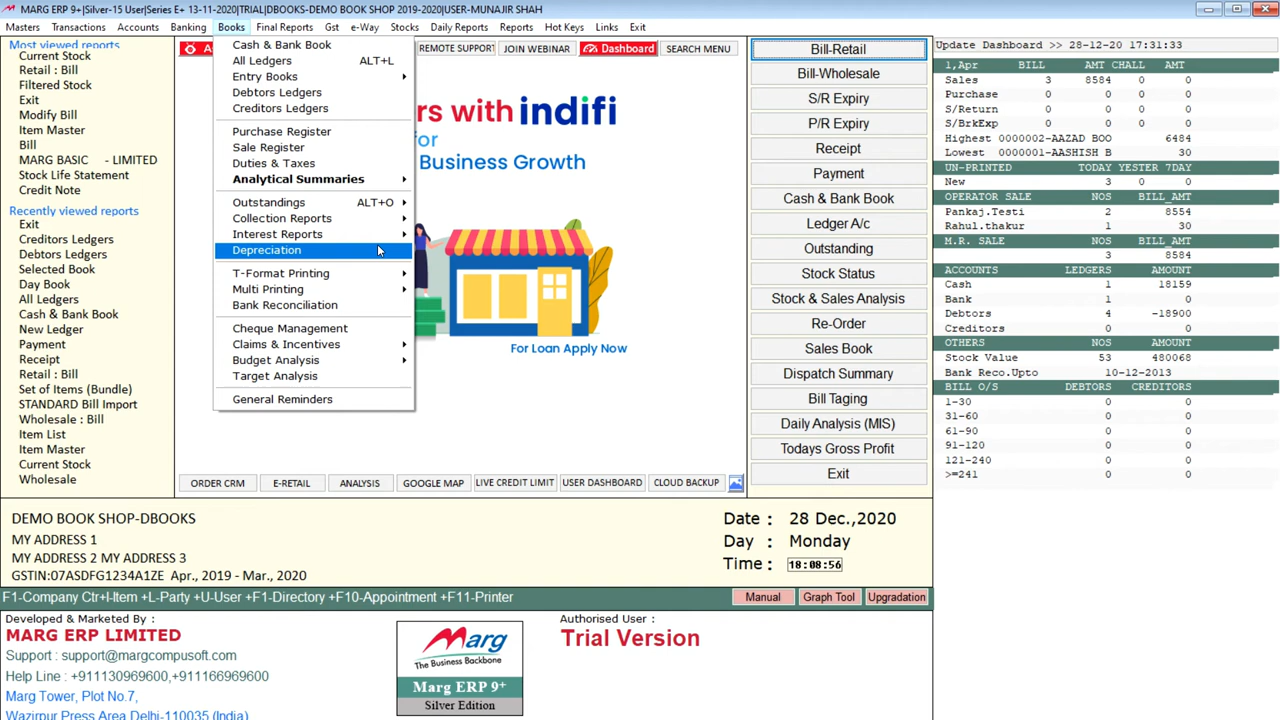 MARG ERP 9+|Silver-15 User|Series E+ 13-11-2020|TRIAL|DBOOKS-DEMO BOOK SHOP 2019-2020|USER-MUNAJIR SHAH
Masters Transactions Accounts Banking Books Final Reports Gst e-Way Stocks Daily Reports Reports Hot Keys Links Exit
Most viewed reports
Current Stock
Retail : Bill
Filtered Stock
Exit
Modify Bill
Item Master
Bill
MARG BASIC - LIMITED
Stock Life Statement
Credit Note
Recently viewed reports
Exit
Creditors Ledgers
Debtors Ledgers
Selected Book
Day Book
All Ledgers
Cash & Bank Book
New Ledger
Payment
Receipt
Retail : Bill
Set of Items (Bundle)
STANDARD Bill Import
Wholesale : Bill
Item List
Item Master
Current Stock
Wholesale
Cash & Bank Book
All Ledgers ALT+L
Entry Books
Debtors Ledgers
Creditors Ledgers
Purchase Register
Sale Register
Duties & Taxes
Analytical Summaries
Outstandings ALT+O
Collection Reports
Interest Reports
Depreciation
T-Format Printing
Multi Printing
Bank Reconciliation
Cheque Management
Claims & Incentives
Budget Analysis
Target Analysis
General Reminders
REMOTE SUPPORT JOIN WEBINAR Dashboard SEARCH MENU
rs with indifi
for
Business Growth
For Loan Apply Now
ORDER CRM E-RETAIL ANALYSIS GOOGLE MAP LIVE CREDIT LIMIT USER DASHBOARD CLOUD BACKUP
Bill-Retail
Bill-Wholesale
S/R Expiry
P/R Expiry
Receipt
Payment
Cash & Bank Book
Ledger A/c
Outstanding
Stock Status
Stock & Sales Analysis
Re-Order
Sales Book
Dispatch Summary
Bill Taging
Daily Analysis (MIS)
Todays Gross Profit
Exit
Update Dashboard >> 28-12-20 17:31:33
1,Apr BILL AMT CHALL AMT
Sales 3 8584 0 0
Purchase 0 0 0 0
S/Return 0 0 0 0
S/BrkExp 0 0 0 0
Highest 0000002-AAZAD BOO 6484
Lowest 0000001-AASHISH B 30
UN-PRINTED TODAY YESTER 7DAY
New 3 0 0
OPERATOR SALE NOS BILL_AMT
Pankaj.Testi 2 8554
Rahul.thakur 1 30
M.R. SALE NOS BILL_AMT
3 8584
ACCOUNTS LEDGERS AMOUNT
Cash 1 18159
Bank 1 0
Debtors 4 -18900
Creditors 0 0
OTHERS NOS AMOUNT
Stock Value 53 480068
Bank Reco.Upto 10-12-2013
BILL O/S DEBTORS CREDITORS
1-30 0 0
31-60 0 0
61-90 0 0
91-120 0 0
121-240 0 0
>=241 0 0
DEMO BOOK SHOP-DBOOKS
MY ADDRESS 1
MY ADDRESS 2 MY ADDRESS 3
GSTIN:07ASDFG1234A1ZE Apr., 2019 - Mar., 2020
Date : 28 Dec.,2020
Day : Monday
Time : 18:08:56
F1-Company Ctr+I-Item +L-Party +U-User +F1-Directory +F10-Appointment +F11-Printer
Manual Graph Tool Upgradation
Developed & Marketed By :
MARG ERP LIMITED
Support : support@margcompusoft.com
Help Line : +911130969600,+911166969600
Marg Tower, Plot No.7,
Wazirpur Press Area Delhi-110035 (India)
Marg
The Business Backbone
Marg ERP 9+
Silver Edition
Authorised User :
Trial Version